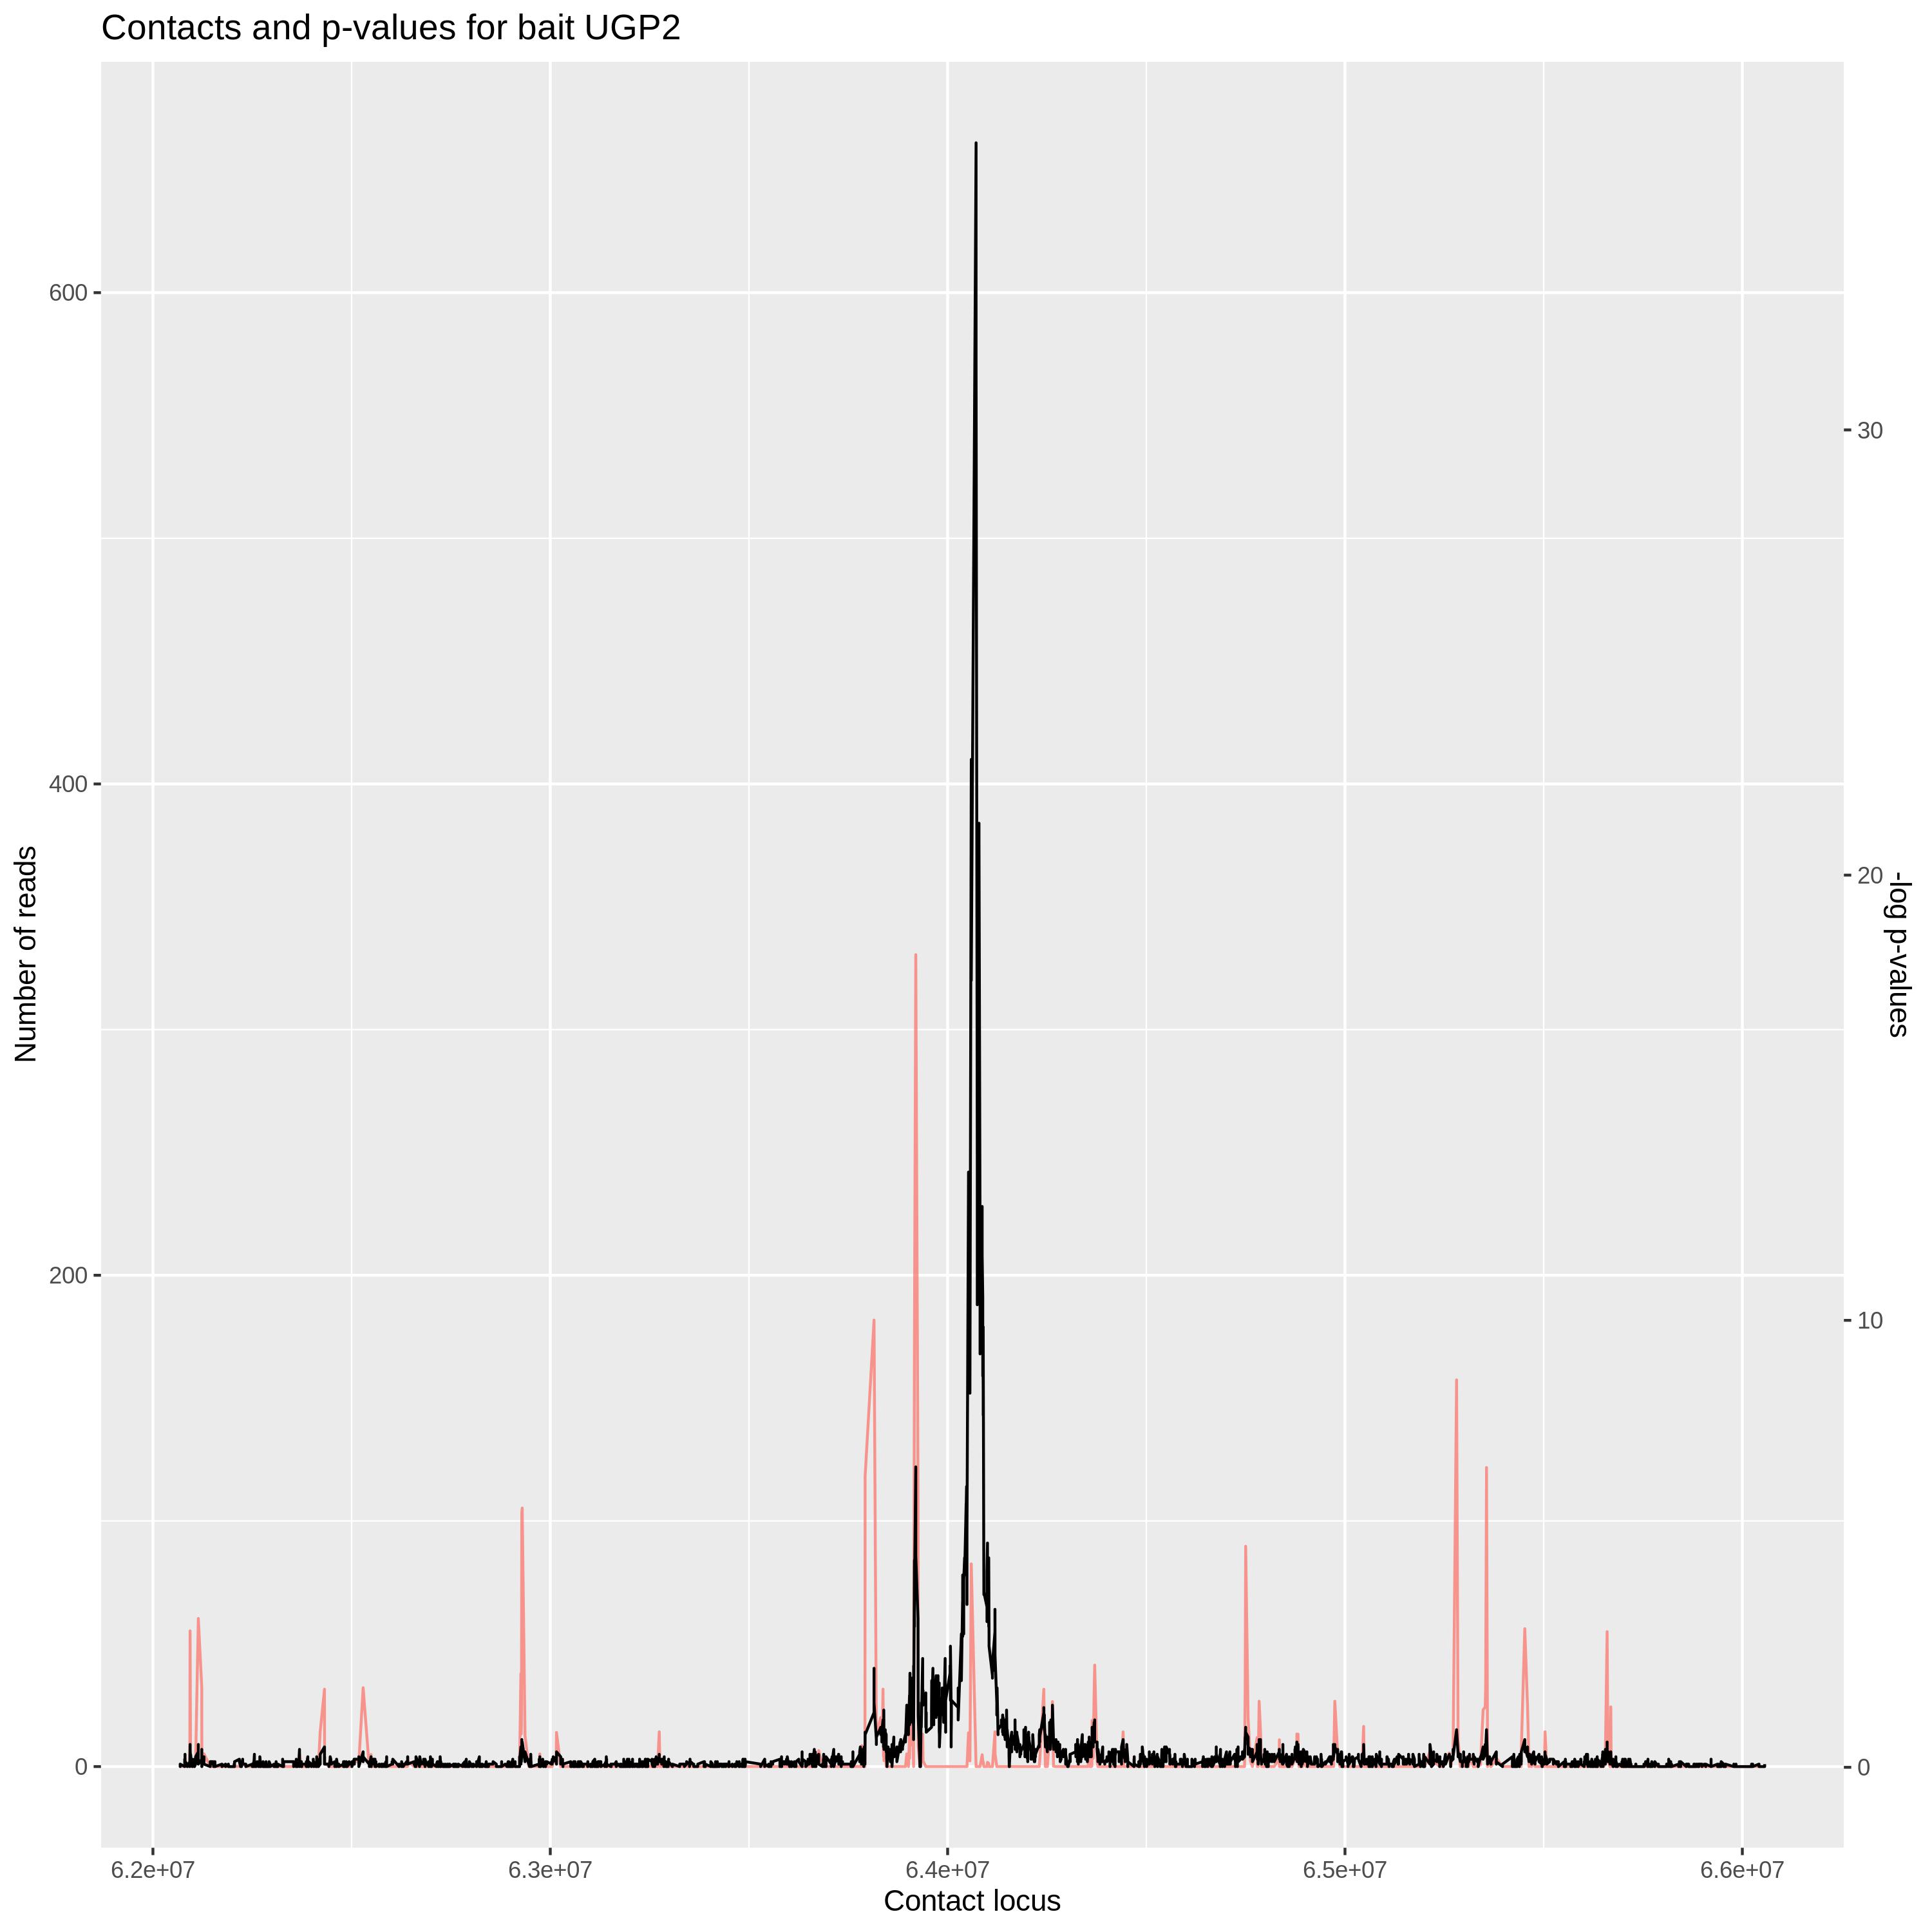 Contacts and p-values for bait UGP2
Number of reads
600
400
200
0
30
20
10
0
-log p-values
6.2e+07
6.3e+07
6.4e+07
6.5e+07
6.6e+07
Contact locus